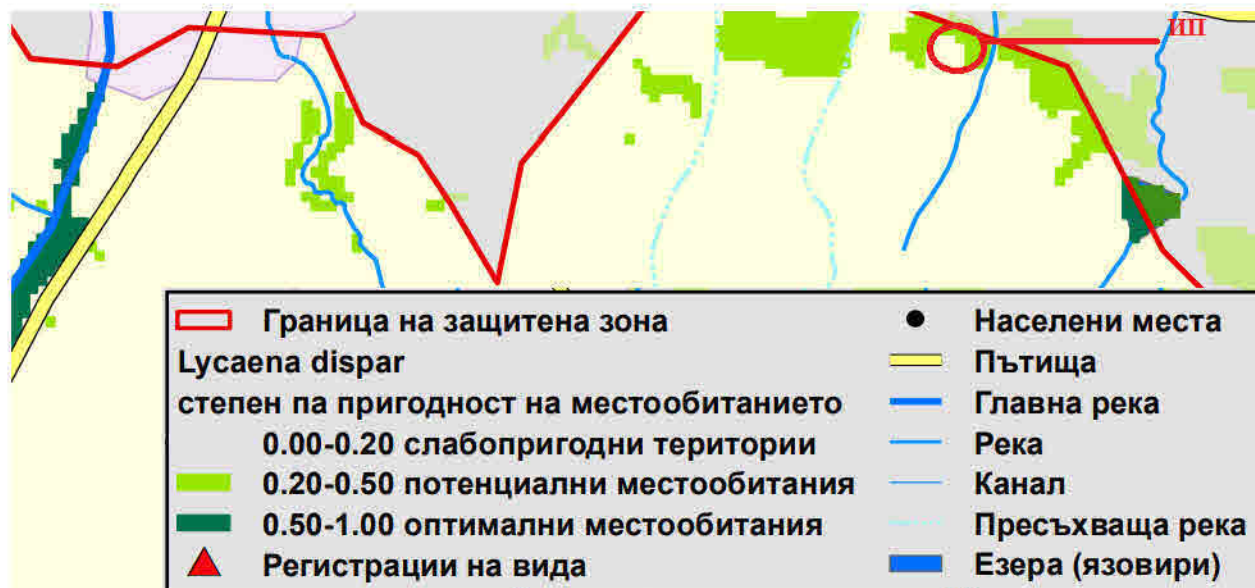 ИП
Граница на защитена зона
Lycaena dispar
степен па пригодност на местообитанието
0.00-0.20 слабопригодни територии
0.20-0.50 потенциални местообитания
0.50-1.00 оптимални местообитания
Регистрации на вида
Населени места
Пътища
Главна река
Река
Канал
Пресъхваща река
Езера (язовири)